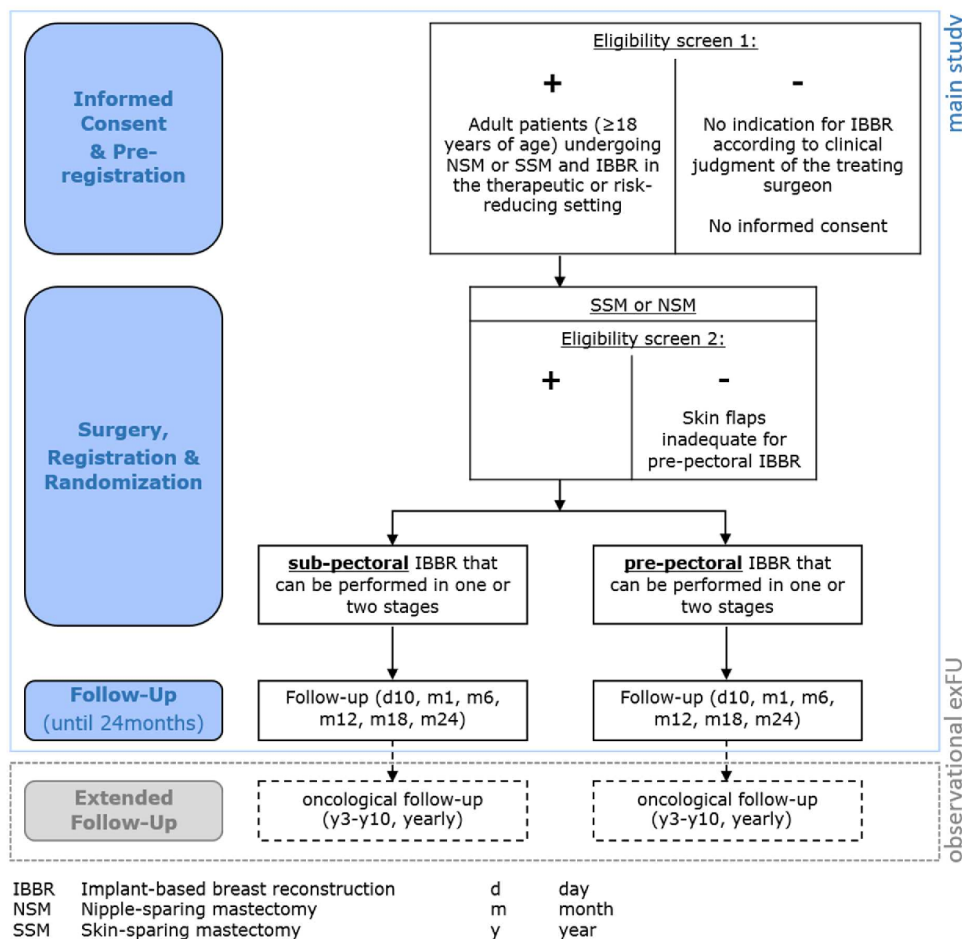 main study
Informed
Consent
& Pre-
registration
Eligibility screen 1:
+
Adult patients (≥18
years of age) undergoing
NSM or SSM and IBBR in
the therapeutic or risk-
reducing setting
-
No indication for IBBR
according to clinical
judgment of the treating
surgeon
No informed consent
Surgery,
Registration &
Randomization
SSM or NSM
Eligibility screen 2:
+
-
Skin flaps
inadequate for
pre-pectoral IBBR
sub-pectoral IBBR that
can be performed in one or
two stages
pre-pectoral IBBR that
can be performed in one or
two stages
Follow-Up
(until 24months)
Follow-up (d10, m1, m6,
m12, m18, m24)
Follow-up (d10, m1, m6,
m12, m18, m24)
observational exFU
Extended
Follow-Up
oncological follow-up
(y3-y10, yearly)
oncological follow-up
(y3-y10, yearly)
IBBR Implant-based breast reconstruction d day
NSM Nipple-sparing mastectomy m month
SSM Skin-sparing mastectomy y year